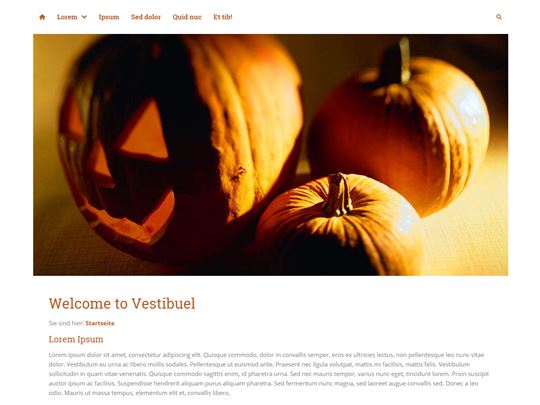 Lorem Ipsum Sed dolor Quid nuc Et tib!
Welcome to Vestibuel
Sie sind hier: Startseite
Lorem Ipsum
Lorem ipsum dolor sit amet, consectetur adipiscing elit. Quisque commodo, dolor in convallis semper, eros ex ultricies lectus, non pellentesque leo nunc vitae
dolor. Vestibulum eu urna ac libero mollis sodales. Pellentesque ut euismod ante. Praesent nec ligula volutpat, mattis mi facilisis, mattis felis. Vestibulum
sollicitudin in quam vitae venenatis. Quisque commodo sagittis enim, id pharetra urna. Sed nec mauris tempor, varius nunc eget, tincidunt lorem. Proin suscipit
auctor ipsum ac facilisis. Suspendisse hendrerit aliquam purus aliquam pharetra. Sed fermentum nunc magna, sed laoreet augue convallis sed. Donec a leo
odio. Mauris ut massa tempus, elementum elit et, convallis libero.